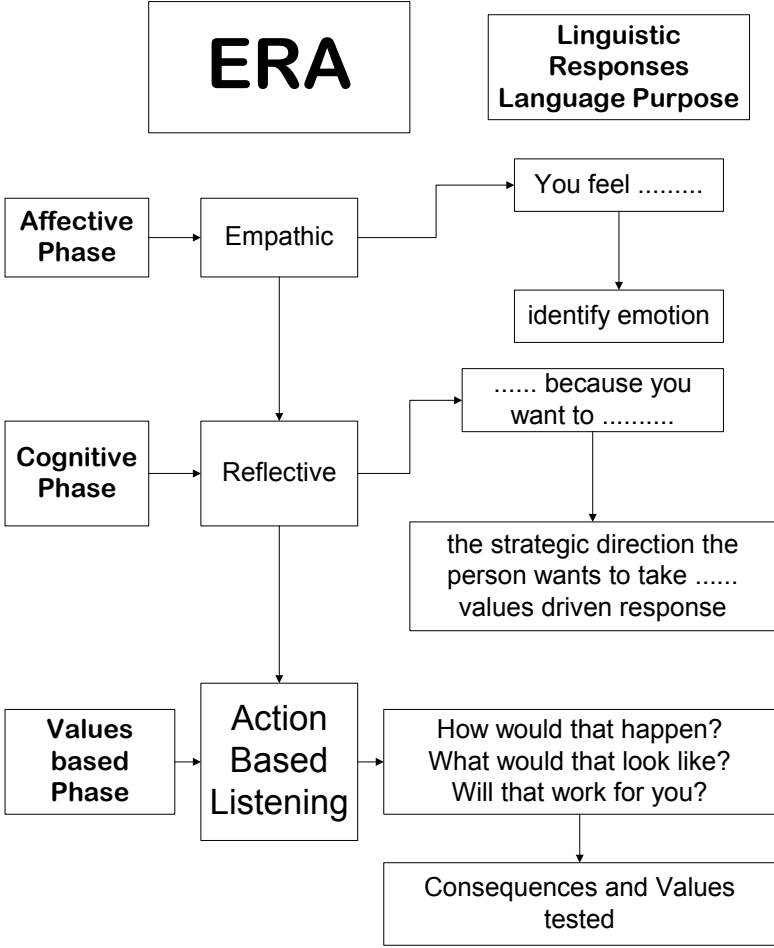 ERA
Linguistic
Responses
Language Purpose
Affective
Phase
Empathic
You feel .........
identify emotion
Cognitive
Phase
Reflective
...... because you
want to ..........
the strategic direction the
person wants to take ......
values driven response
Values
based
Phase
Action
Based
Listening
How would that happen?
What would that look like?
Will that work for you?
Consequences and Values
tested